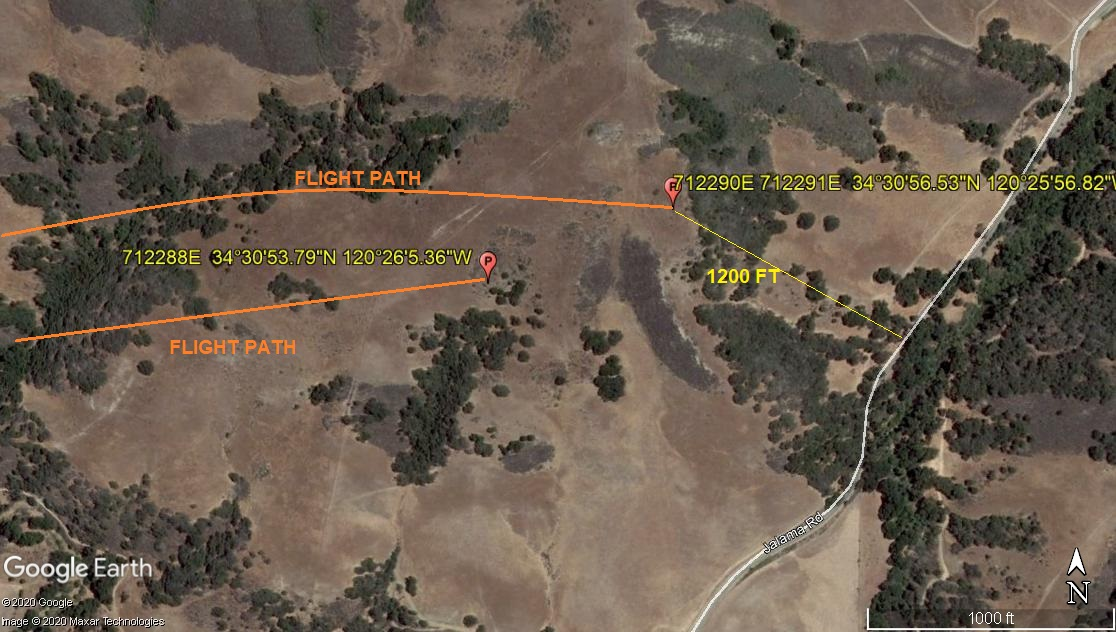 FLIGHT PATH
P
712290E 712291E 34°30'56.53"N 120°25'56.82"W
712288E 34°30'53.79"N 120°26'5.36"W
P
1200 FT
FLIGHT PATH
Jalama Rd
Google Earth
N
©2020 Google
Image © 2020 Maxar Technologies
1000 ft